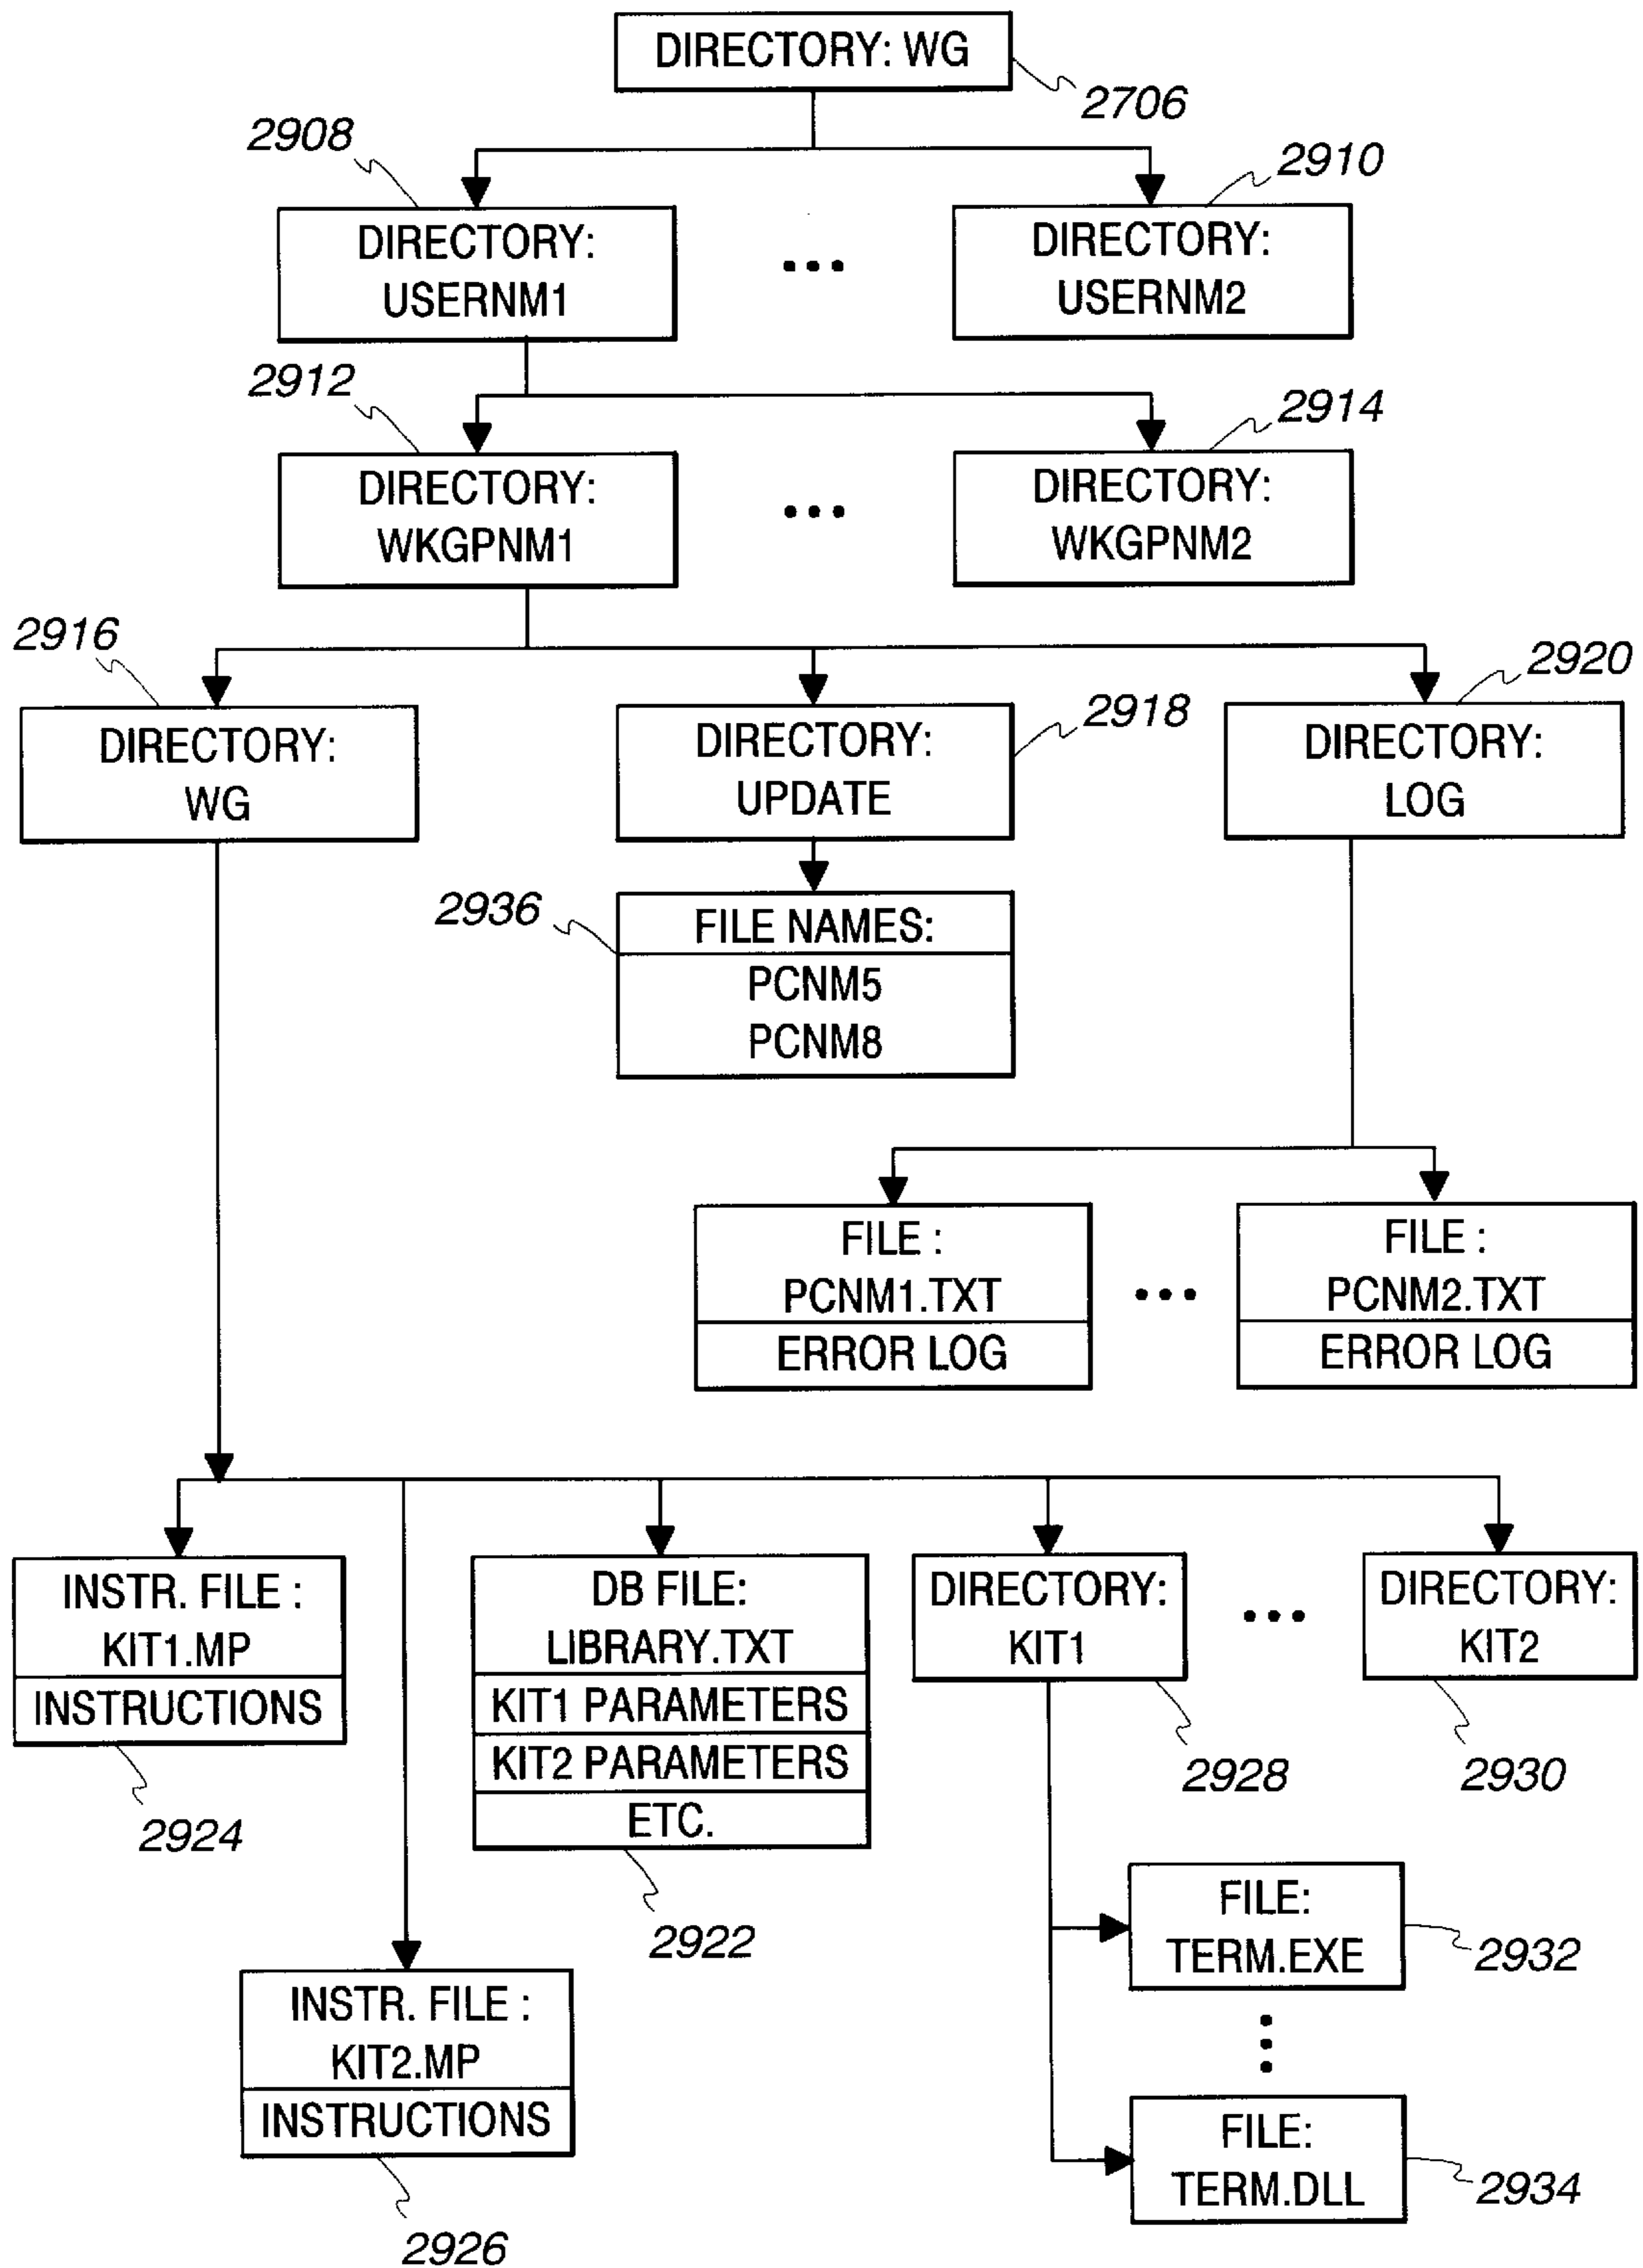 DIRECTORY: WG
2706
2908
2910
DIRECTORY:
USERNM1
DIRECTORY:
USERNM2
2912
2914
DIRECTORY:
WKGPNM1
DIRECTORY:
WKGPNM2
2916
2918
2920
DIRECTORY:
WG
DIRECTORY:
UPDATE
DIRECTORY:
LOG
2936
FILE NAMES:
PCNM5
PCNM8
FILE :
PCNM1.TXT
ERROR LOG
FILE :
PCNM2.TXT
ERROR LOG
INSTR. FILE :
KIT1.MP
INSTRUCTIONS
2924
DB FILE:
LIBRARY.TXT
KIT1 PARAMETERS
KIT2 PARAMETERS
ETC.
2922
DIRECTORY:
KIT1
2928
DIRECTORY:
KIT2
2930
INSTR. FILE :
KIT2.MP
INSTRUCTIONS
2926
FILE:
TERM.EXE
2932
FILE:
TERM.DLL
2934